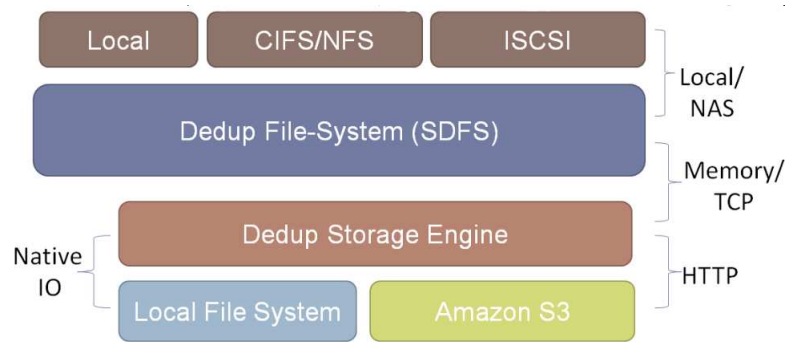 Local
CIFS/NFS
ISCSI
Local/
NAS
Dedup File-System (SDFS)
Memory/
TCP
Dedup Storage Engine
Native
IO
HTTP
Local File System
Amazon S3